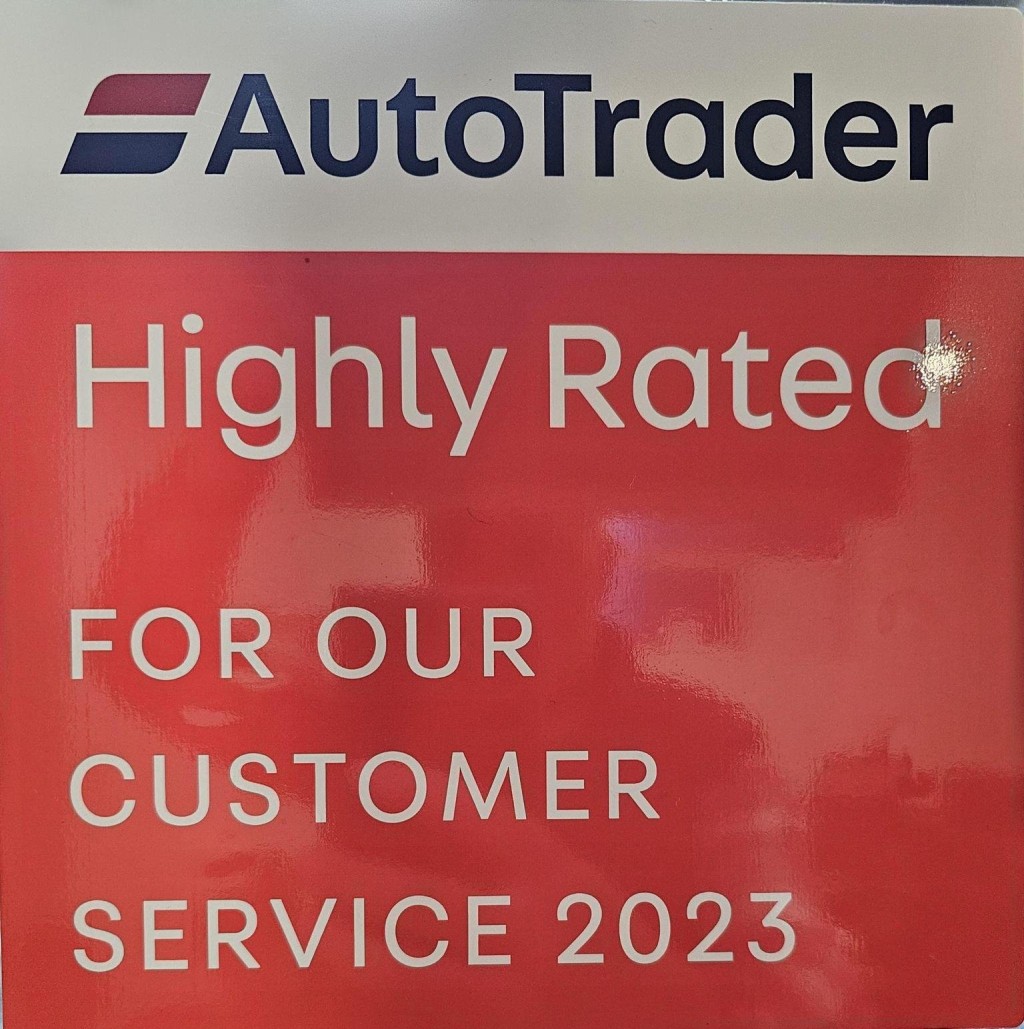 AutoTrader
Highly Rated
FOR OUR
CUSTOMER
SERVICE 2023